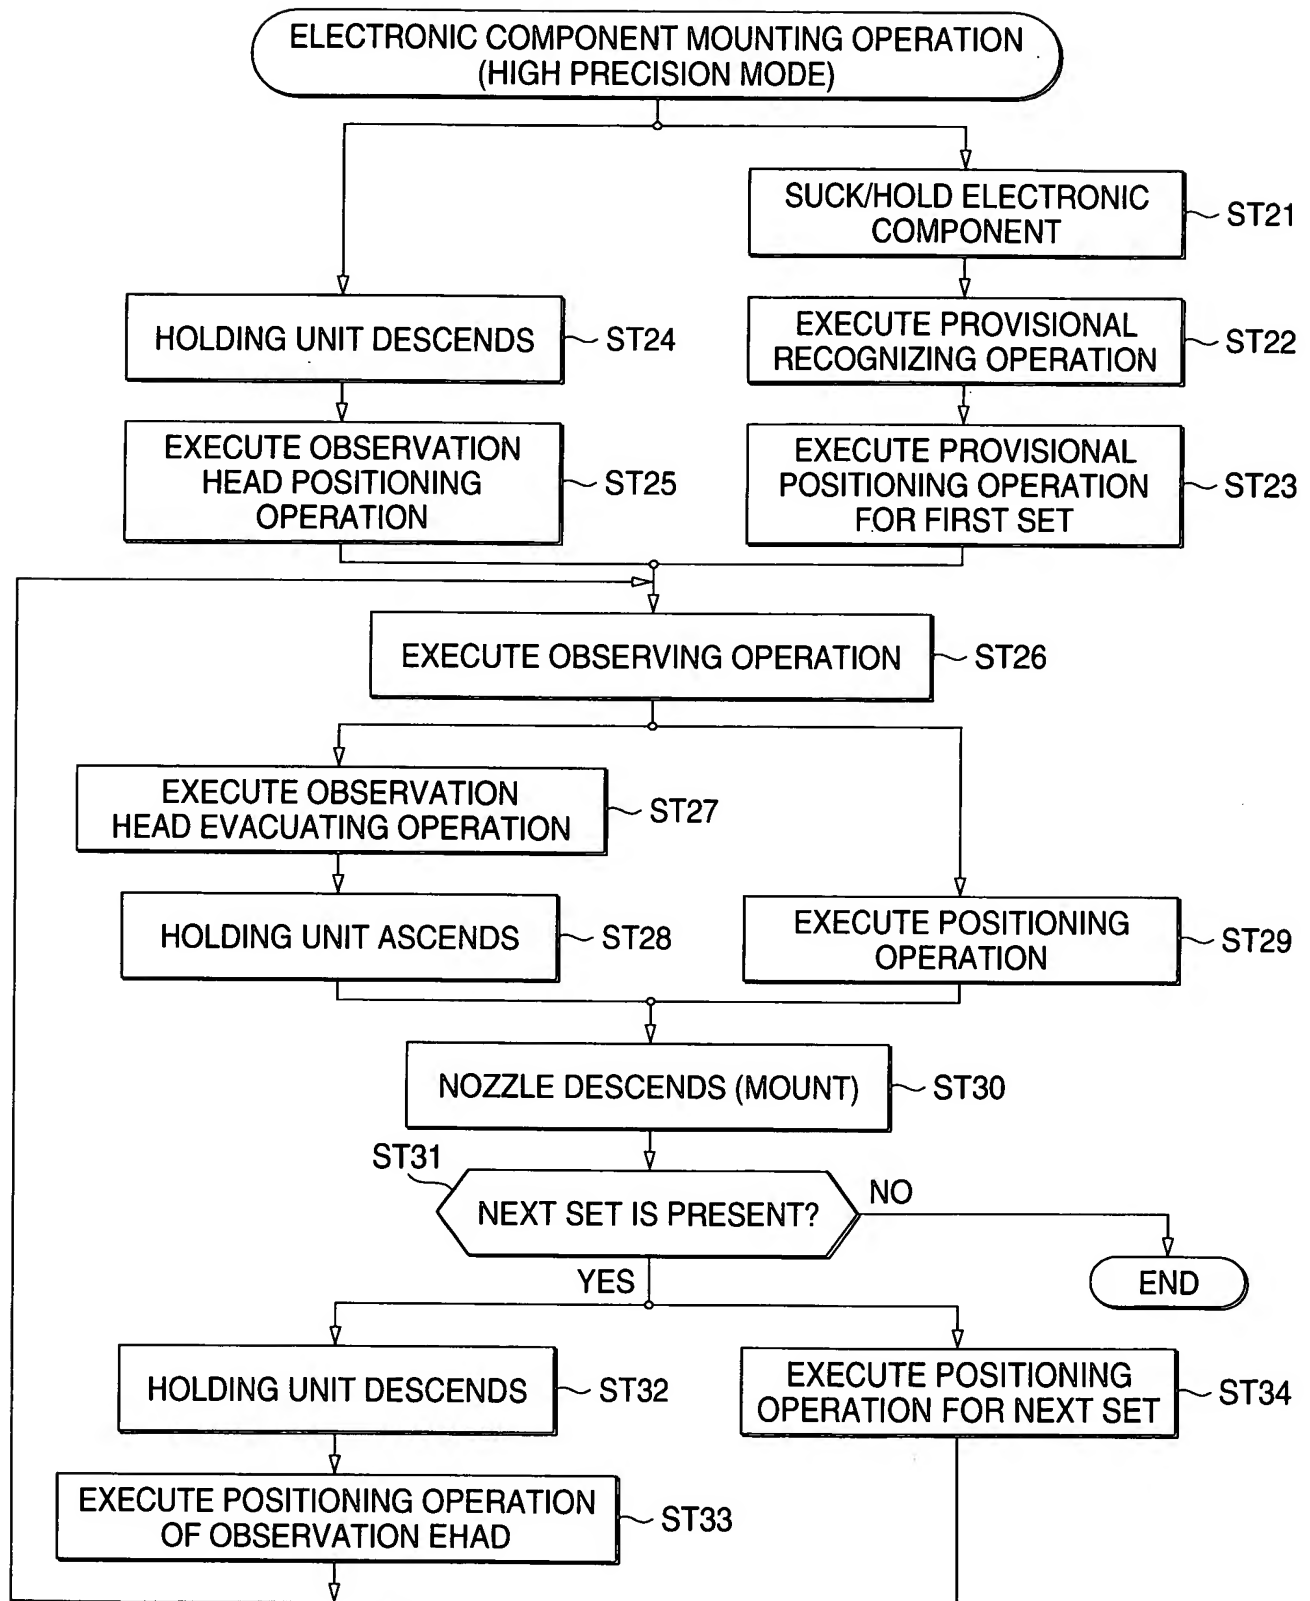 ELECTRONIC COMPONENT MOUNTING OPERATION
(HIGH PRECISION MODE)
SUCK/HOLD ELECTRONIC
COMPONENT
ST21
HOLDING UNIT DESCENDS
ST24
EXECUTE PROVISIONAL
RECOGNIZING OPERATION
ST22
EXECUTE OBSERVATION
HEAD POSITIONING
OPERATION
ST25
EXECUTE PROVISIONAL
POSITIONING OPERATION
FOR FIRST SET
ST23
EXECUTE OBSERVING OPERATION
ST26
EXECUTE OBSERVATION
HEAD EVACUATING OPERATION
ST27
HOLDING UNIT ASCENDS
ST28
EXECUTE POSITIONING
OPERATION
ST29
NOZZLE DESCENDS (MOUNT)
ST30
ST31
NEXT SET IS PRESENT?
NO
YES
END
HOLDING UNIT DESCENDS
ST32
EXECUTE POSITIONING
OPERATION FOR NEXT SET
ST34
EXECUTE POSITIONING OPERATION
OF OBSERVATION EHAD
ST33